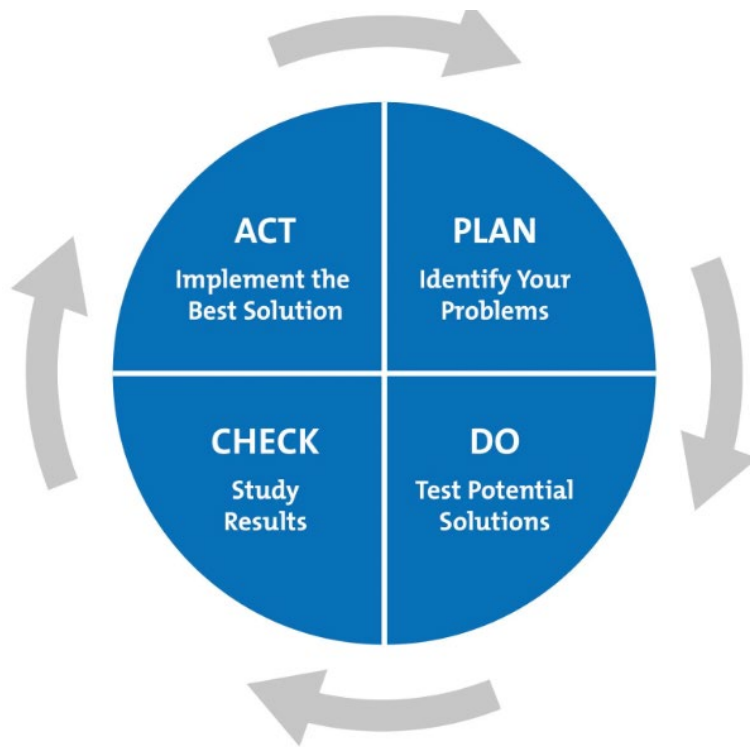 ACT
Implement the
Best Solution
PLAN
Identify Your
Problems
CHECK
Study
Results
DO
Test Potential
Solutions